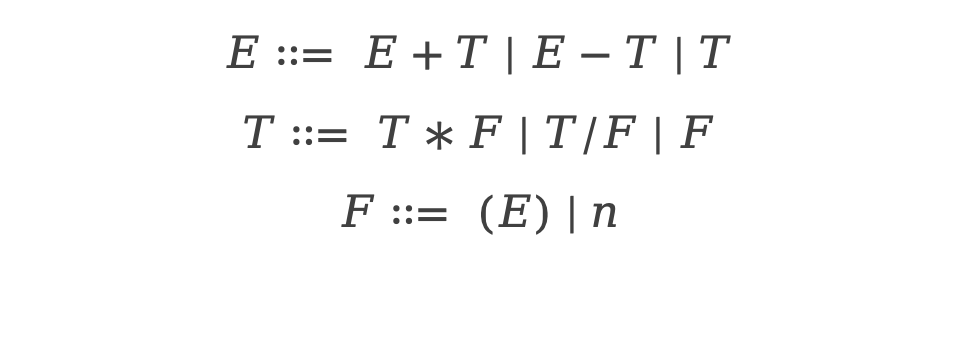 E ::= E + T | E − T | T
T ::= T ∗ F | T/F | F
F ::= (E) | n